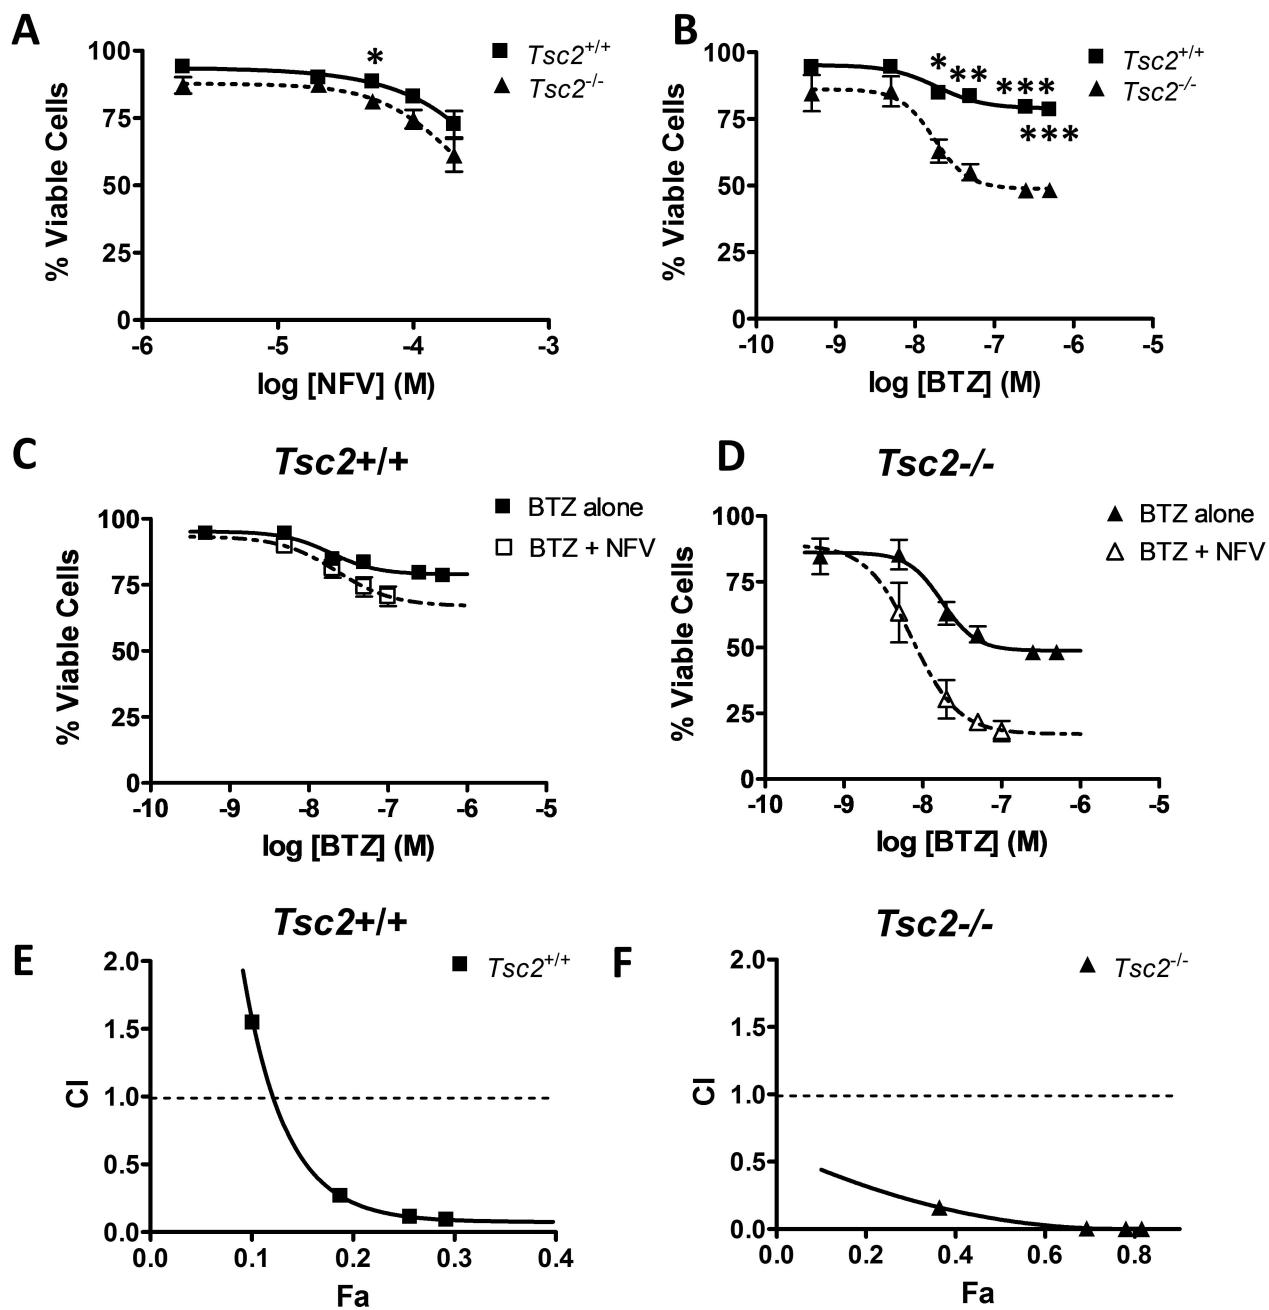 A
B
100
75
50
25
0
-6
-5
-4
-3
% Viable Cells
log [NFV] (M)
*
Tsc2+/+
Tsc2-/-
100
75
50
25
0
-10
-9
-8
-7
-6
-5
% Viable Cells
log [BTZ] (M)
*
**
***
***
Tsc2+/+
Tsc2-/-
C
Tsc2+/+
BTZ alone
BTZ + NFV
100
75
50
25
0
-10
-9
-8
-7
-6
-5
% Viable Cells
log [BTZ] (M)
D
Tsc2-/-
BTZ alone
BTZ + NFV
100
75
50
25
0
-10
-9
-8
-7
-6
-5
% Viable Cells
log [BTZ] (M)
E
Tsc2+/+
Tsc2+/+
2.0
1.5
1.0
0.5
0.0
0.0
0.1
0.2
0.3
0.4
CI
Fa
F
Tsc2-/-
Tsc2-/-
2.0
1.5
1.0
0.5
0.0
0.0
0.2
0.4
0.6
0.8
CI
Fa